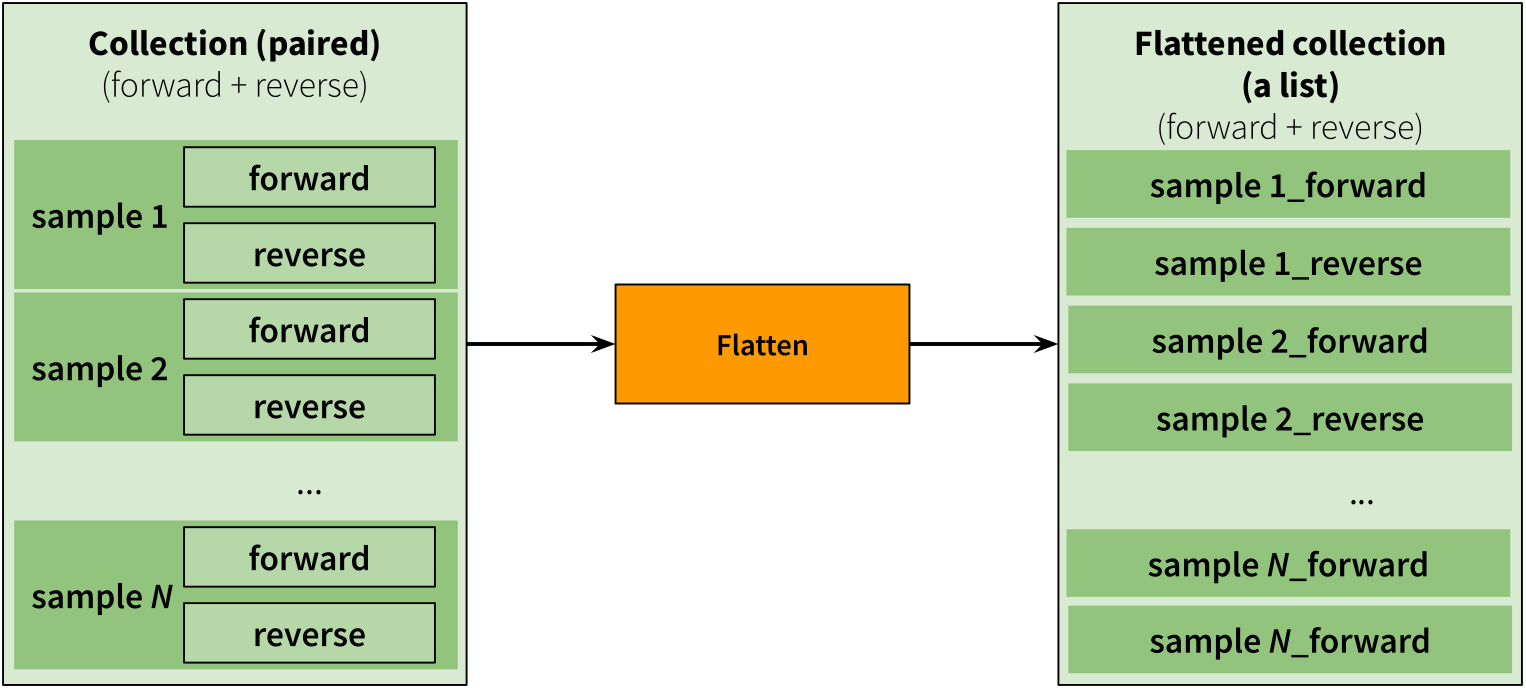 Collection (paired)
(forward + reverse)
sample 1
forward
reverse
sample 2
forward
reverse
...
sample N
forward
reverse
Flatten
Flattened collection
(a list)
(forward + reverse)
sample 1_forward
sample 1_reverse
sample 2_forward
sample 2_reverse
...
sample N_forward
sample N_forward